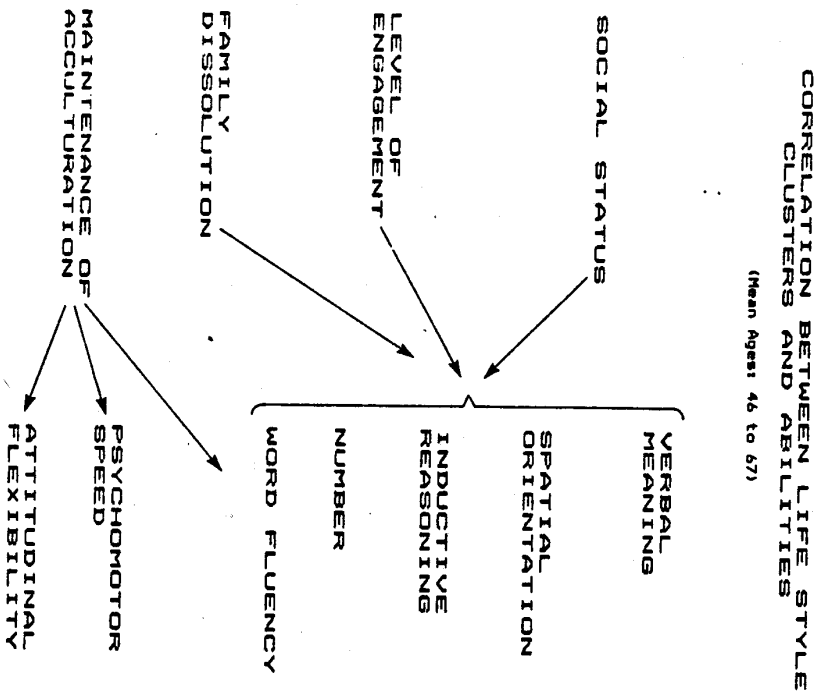 CORRELATION BETWEEN LIFE STYLE
CLUSTERS AND ABILITIES
(Mean Ages: 46 to 67)
SOCIAL STATUS
LEVEL OF
ENGAGEMENT
FAMILY
DISSOLUTION
MAINTENANCE OF
ACCULTURATION
VERBAL
MEANING
SPATIAL
ORIENTATION
INDUCTIVE
REASONING
NUMBER
WORD FLUENCY
PSYCHOMOTOR
SPEED
ATTITUDINAL
FLEXIBILITY